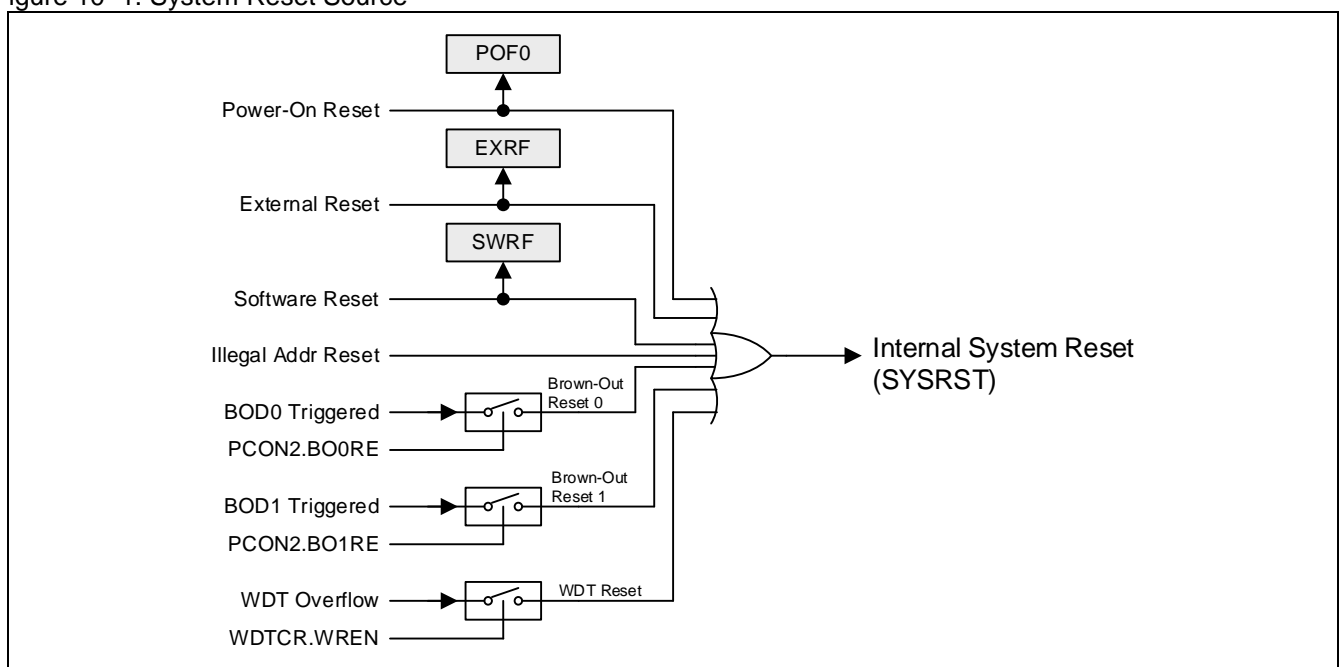 igure 10-1. System Reset Source
POF0
Power-On Reset
EXRF
External Reset
SWRF
Software Reset
Illegal Addr Reset
Internal System Reset
(SYSRST)
BOD0 Triggered
Brown-Out
Reset 0
PCON2.BO0RE
BOD1 Triggered
Brown-Out
Reset 1
PCON2.BO1RE
WDT Overflow
WDT Reset
WDTCR.WREN